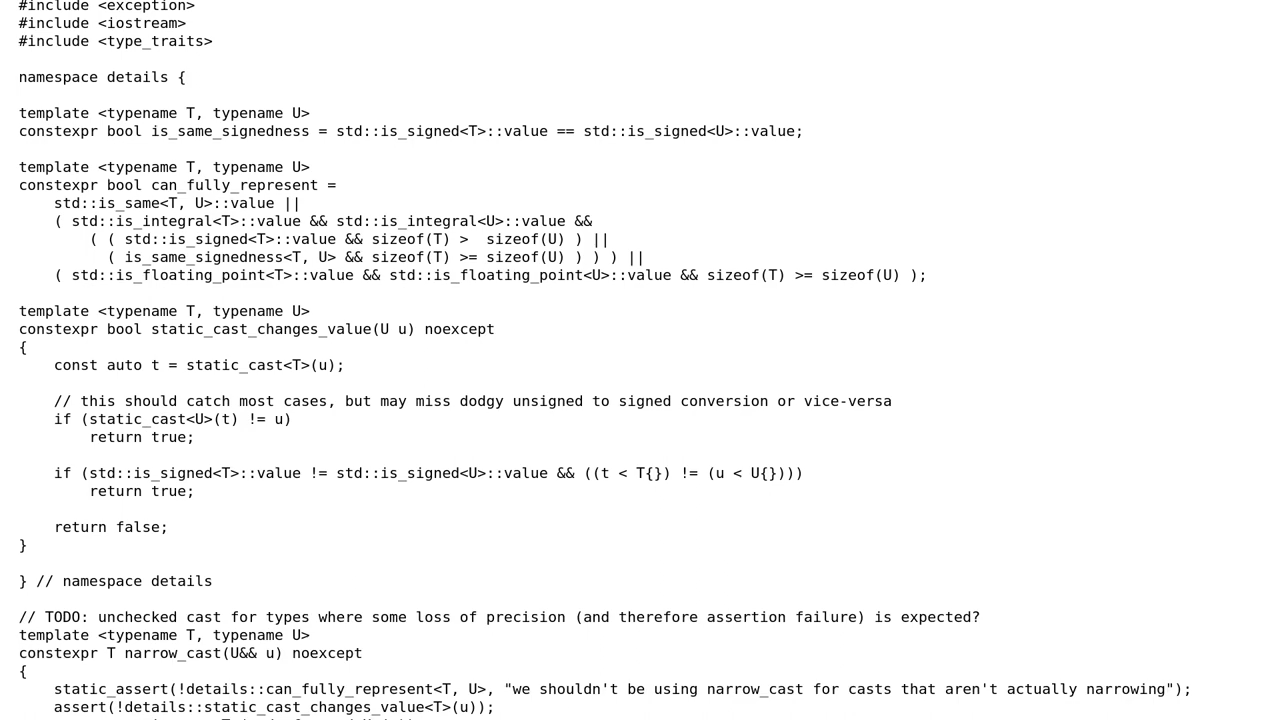 #include <exception>
#include <iostream>
#include <type_traits>

namespace details {

template <typename T, typename U>
constexpr bool is_same_signedness = std::is_signed<T>::value == std::is_signed<U>::value;

template <typename T, typename U>
constexpr bool can_fully_represent =
    std::is_same<T, U>::value ||
    ( std::is_integral<T>::value && std::is_integral<U>::value &&
        ( ( std::is_signed<T>::value && sizeof(T) >  sizeof(U) ) ||
          ( is_same_signedness<T, U> && sizeof(T) >= sizeof(U) ) ) ) ||
    ( std::is_floating_point<T>::value && std::is_floating_point<U>::value && sizeof(T) >= sizeof(U) );

template <typename T, typename U>
constexpr bool static_cast_changes_value(U u) noexcept
{
    const auto t = static_cast<T>(u);

    // this should catch most cases, but may miss dodgy unsigned to signed conversion or vice-versa
    if (static_cast<U>(t) != u)
        return true;

    if (std::is_signed<T>::value != std::is_signed<U>::value && ((t < T{}) != (u < U{})))
        return true;

    return false;
}

} // namespace details

// TODO: unchecked cast for types where some loss of precision (and therefore assertion failure) is expected?
template <typename T, typename U>
constexpr T narrow_cast(U&& u) noexcept
{
    static_assert(!details::can_fully_represent<T, U>, "we shouldn't be using narrow_cast for casts that aren't actually narrowing");
    assert(!details::static_cast_changes_value<T>(u));